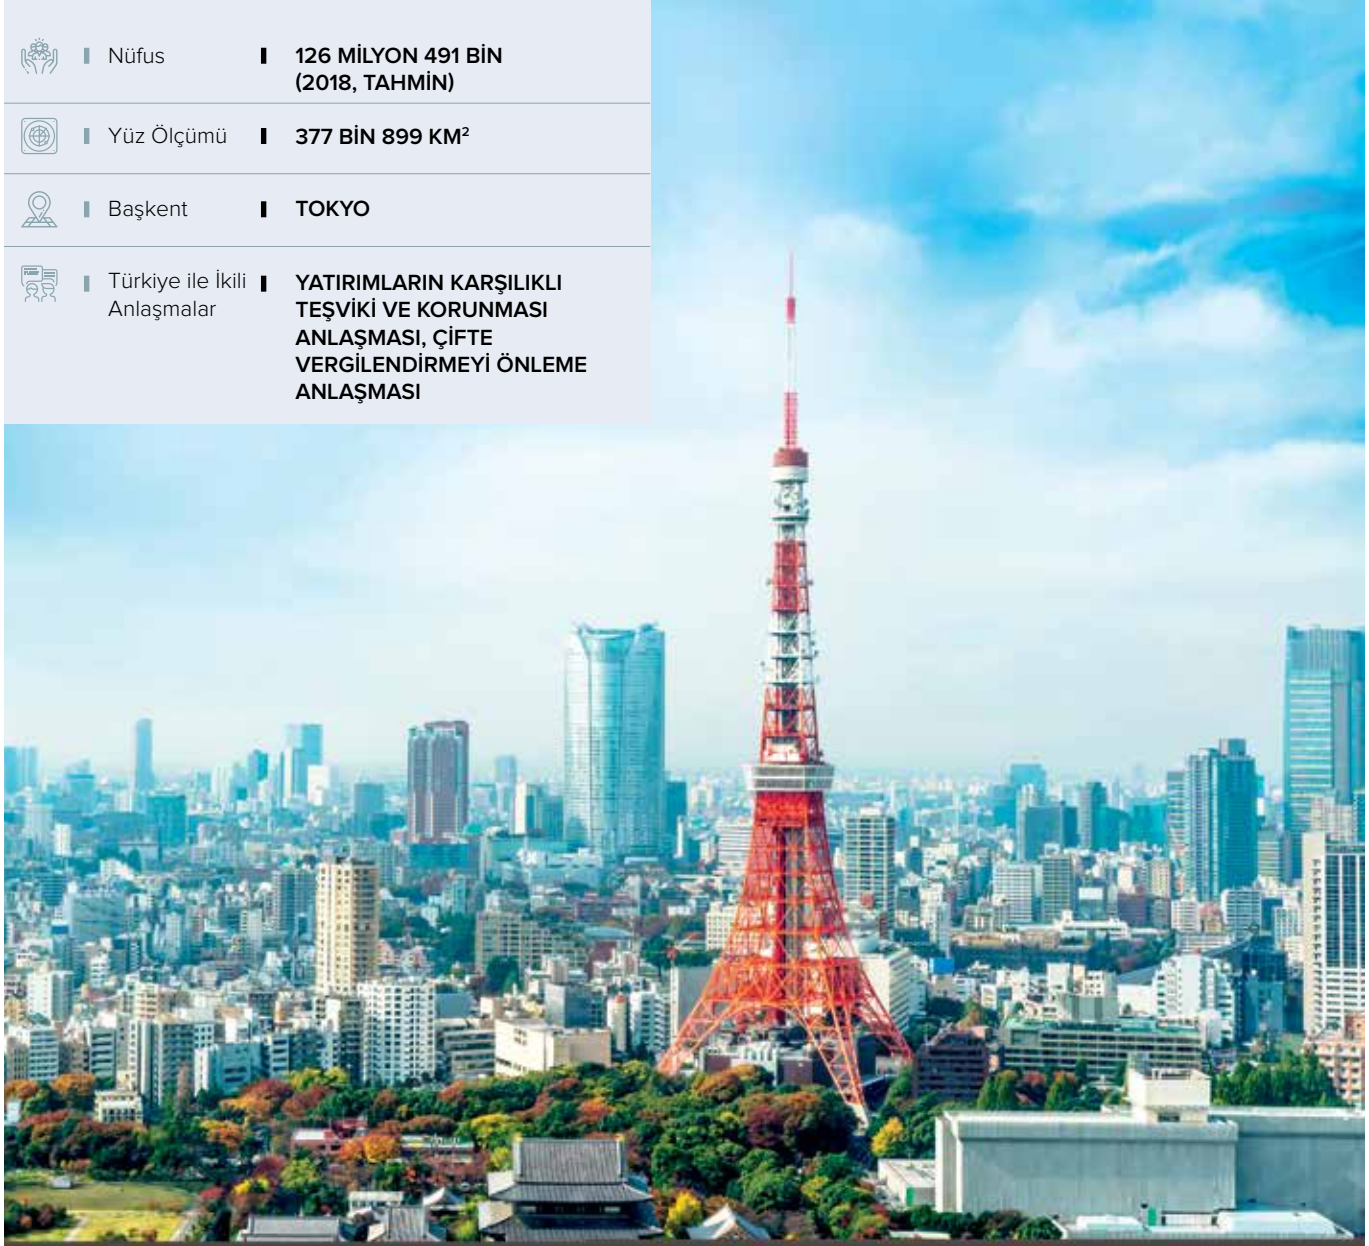 Nüfus
126 MİLYON 491 BİN
(2018, TAHMİN)
Yüz Ölçümü
377 BİN 899 KM²
Başkent
TOKYO
Türkiye ile İkili
Anlaşmalar
YATIRIMLARIN KARŞILIKLI
TEŞVİKİ VE KORUNMASI
ANLAŞMASI, ÇİFTE
VERGİLENDİRMEYİ ÖNLEME
ANLAŞMASI